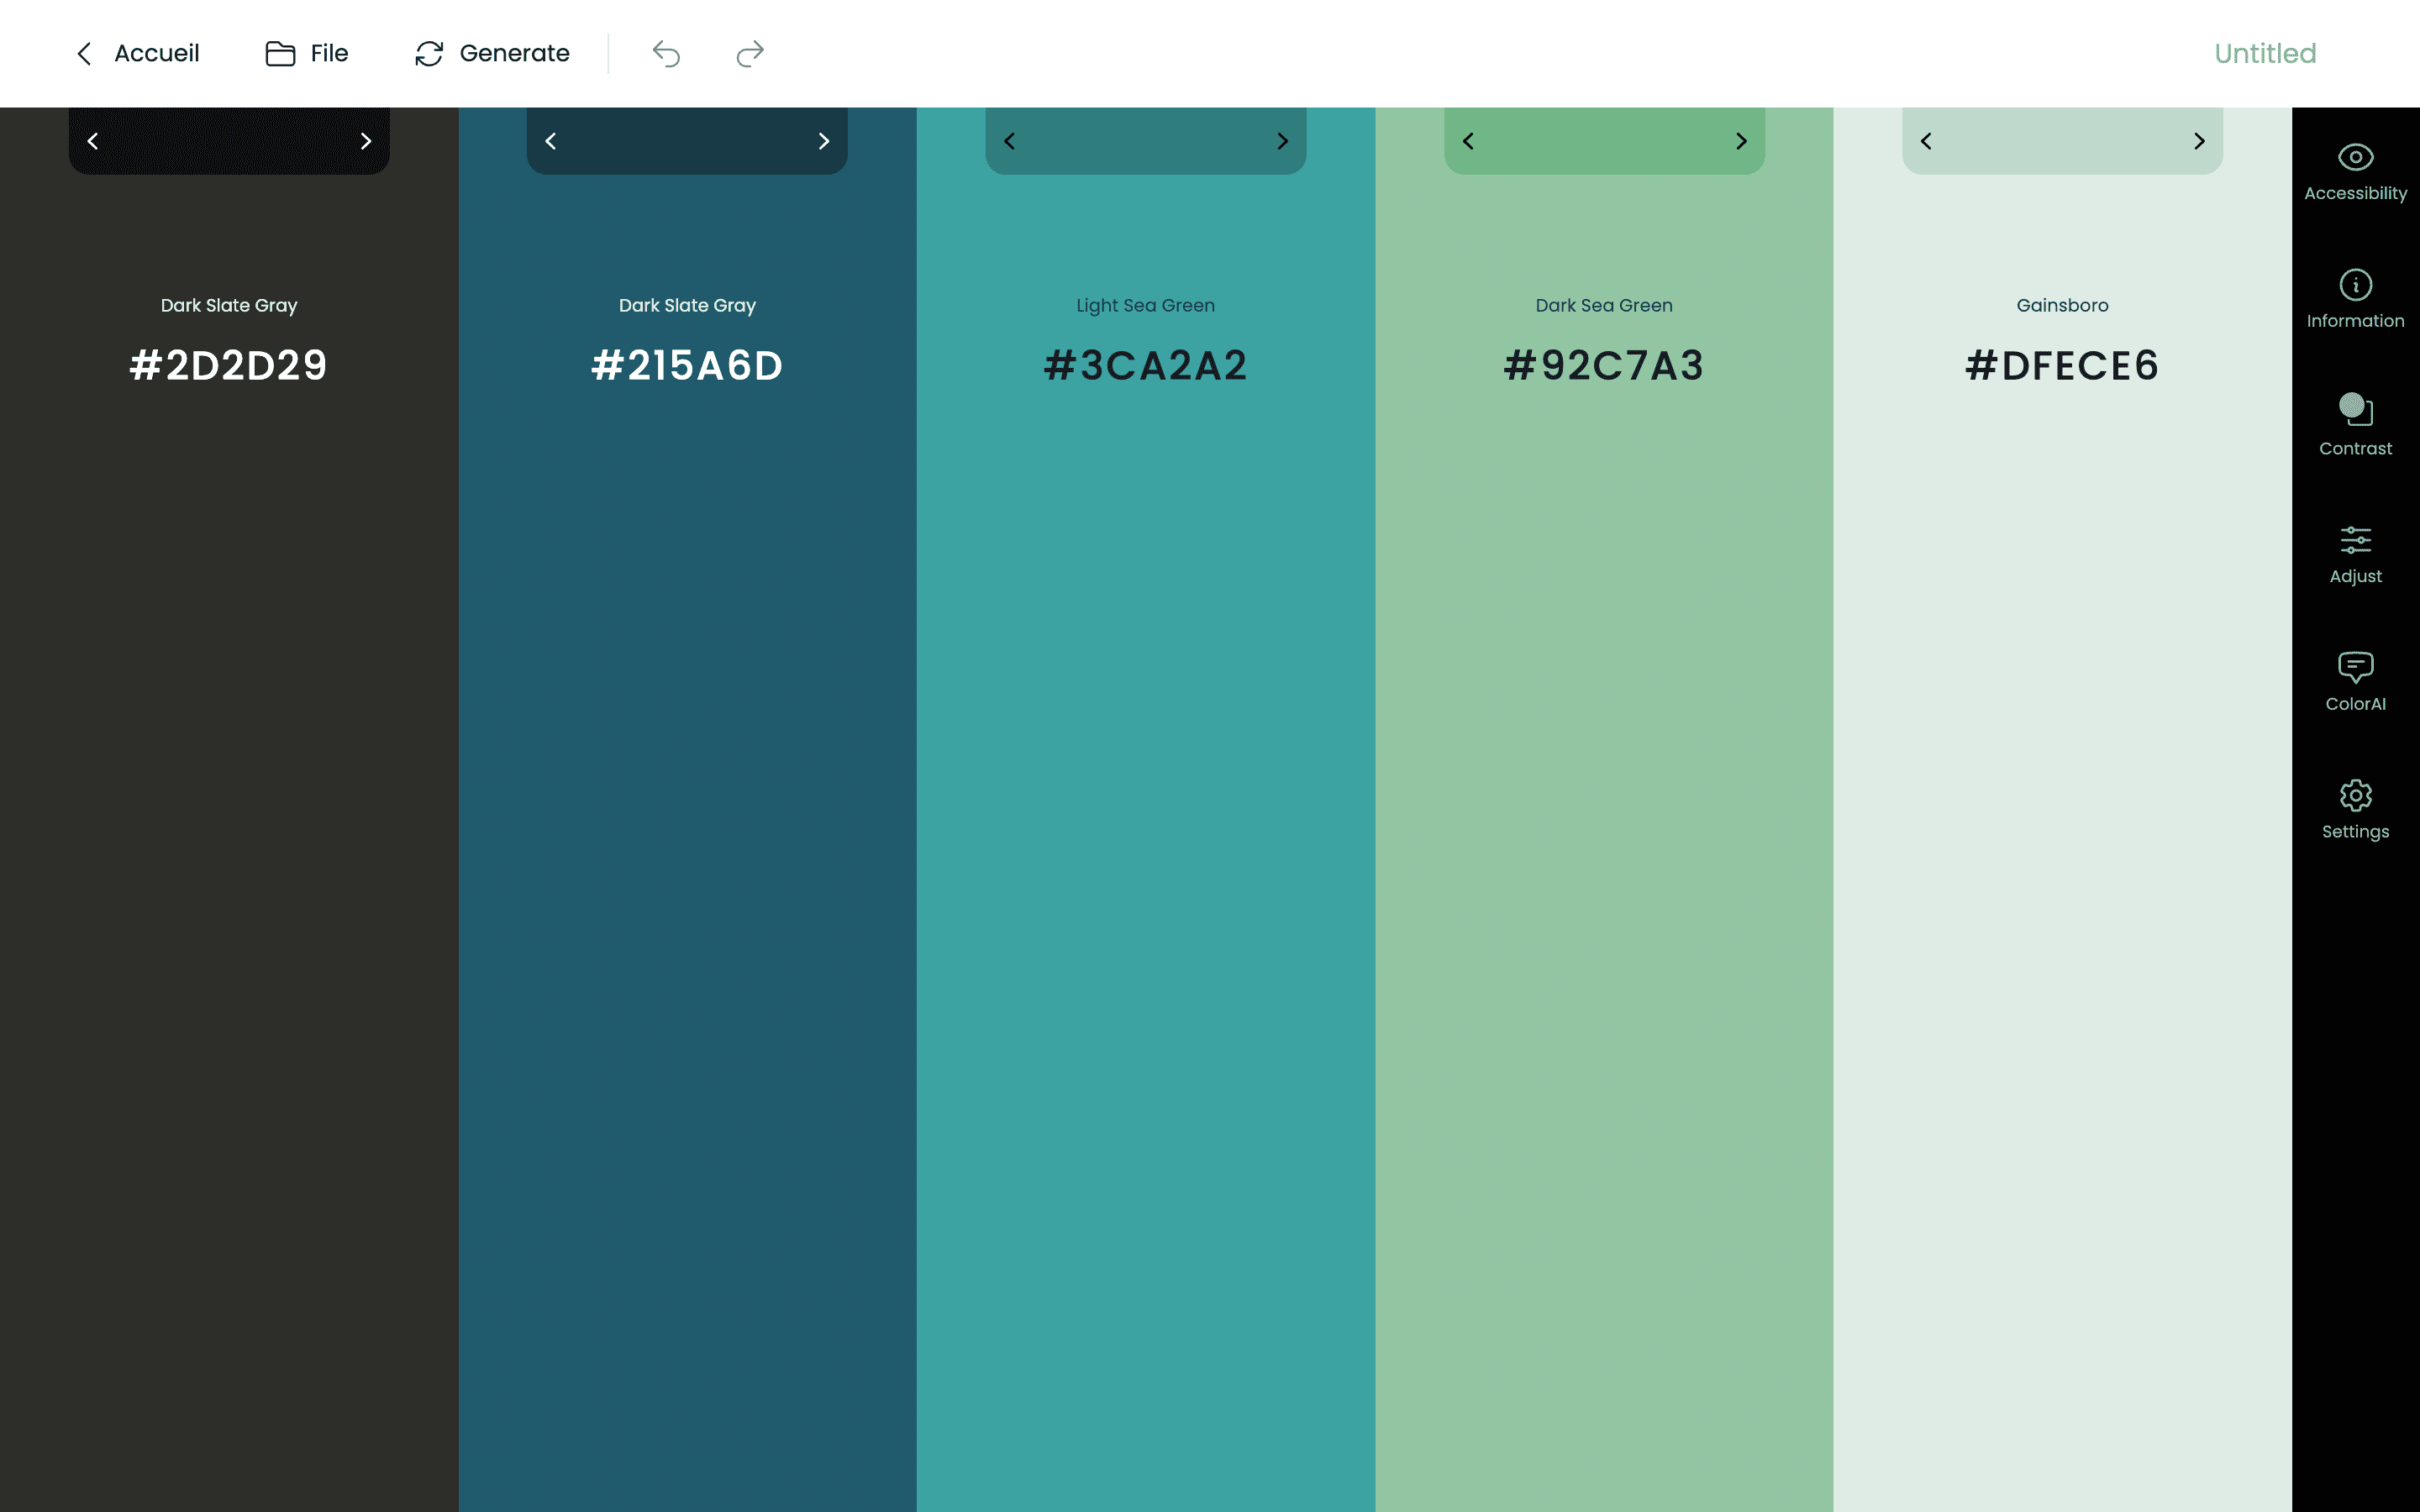 Accueil
File
Generate
Untitled
Dark Slate Gray
#2D2D29
Dark Slate Gray
#215A6D
Light Sea Green
#3CA2A2
Dark Sea Green
#92C7A3
Gainsboro
#DFECE6
Accessibility
Information
Contrast
Adjust
ColorAI
Settings